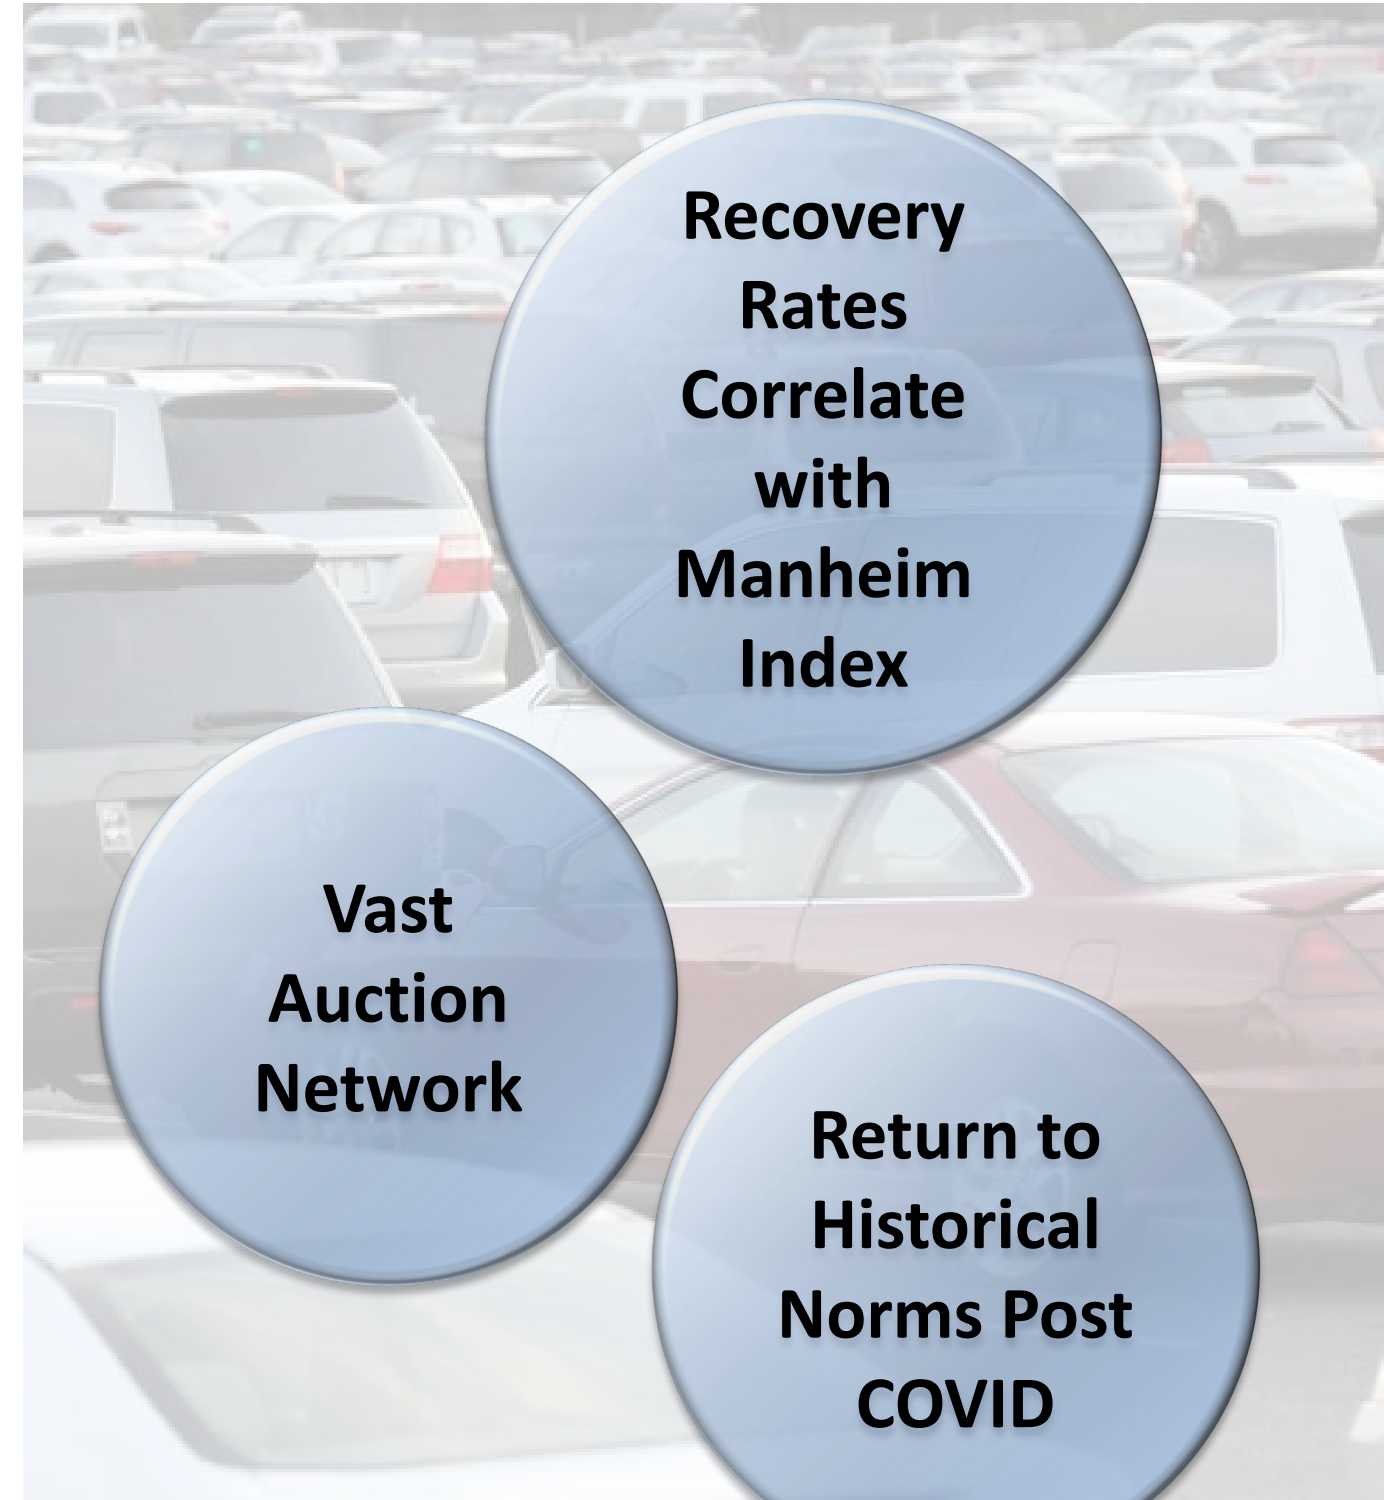 Recovery
Rates
Correlate
with
Manheim
Index
Vast
Auction
Network
Return to
Historical
Norms Post
COVID